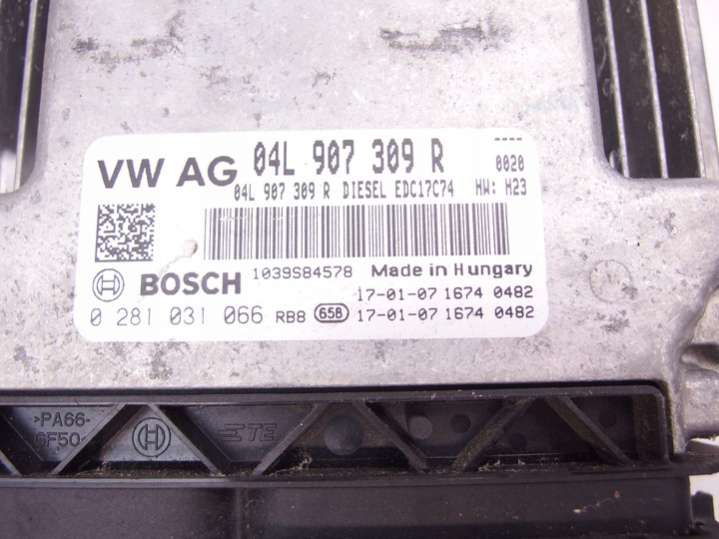 VW AG 04L 907 309 R ---- 0020
04L 907 309 R DIESEL EDC17C74 HW: H23
BOSCH 1039S84578 Made in Hungary
17-01-07 1674 0482
0 281 031 066 RB8 658 17-01-07 1674 0482
>PA66-
GF50<
TE